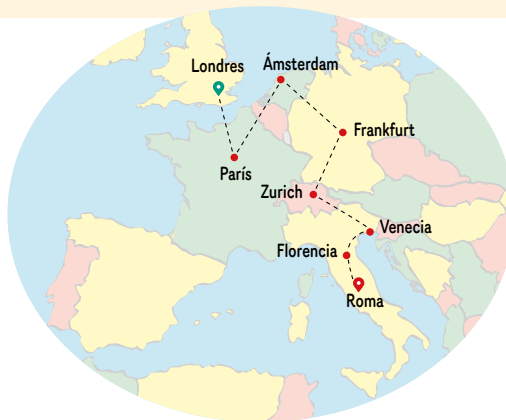 Londres
Ámsterdam
Frankfurt
París
Zurich
Venecia
Florencia
Roma